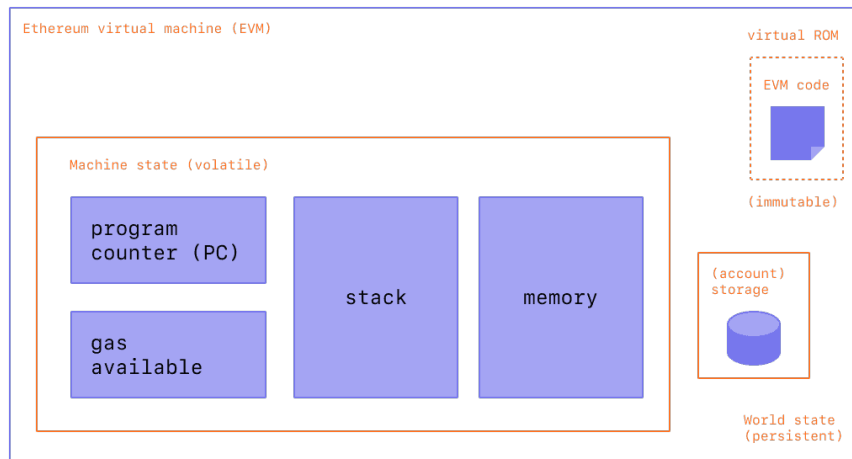 Ethereum virtual machine (EVM)
virtual ROM
EVM code
(immutable)
Machine state (volatile)
program
counter (PC)
gas
available
stack
memory
(account)
storage
World state
(persistent)